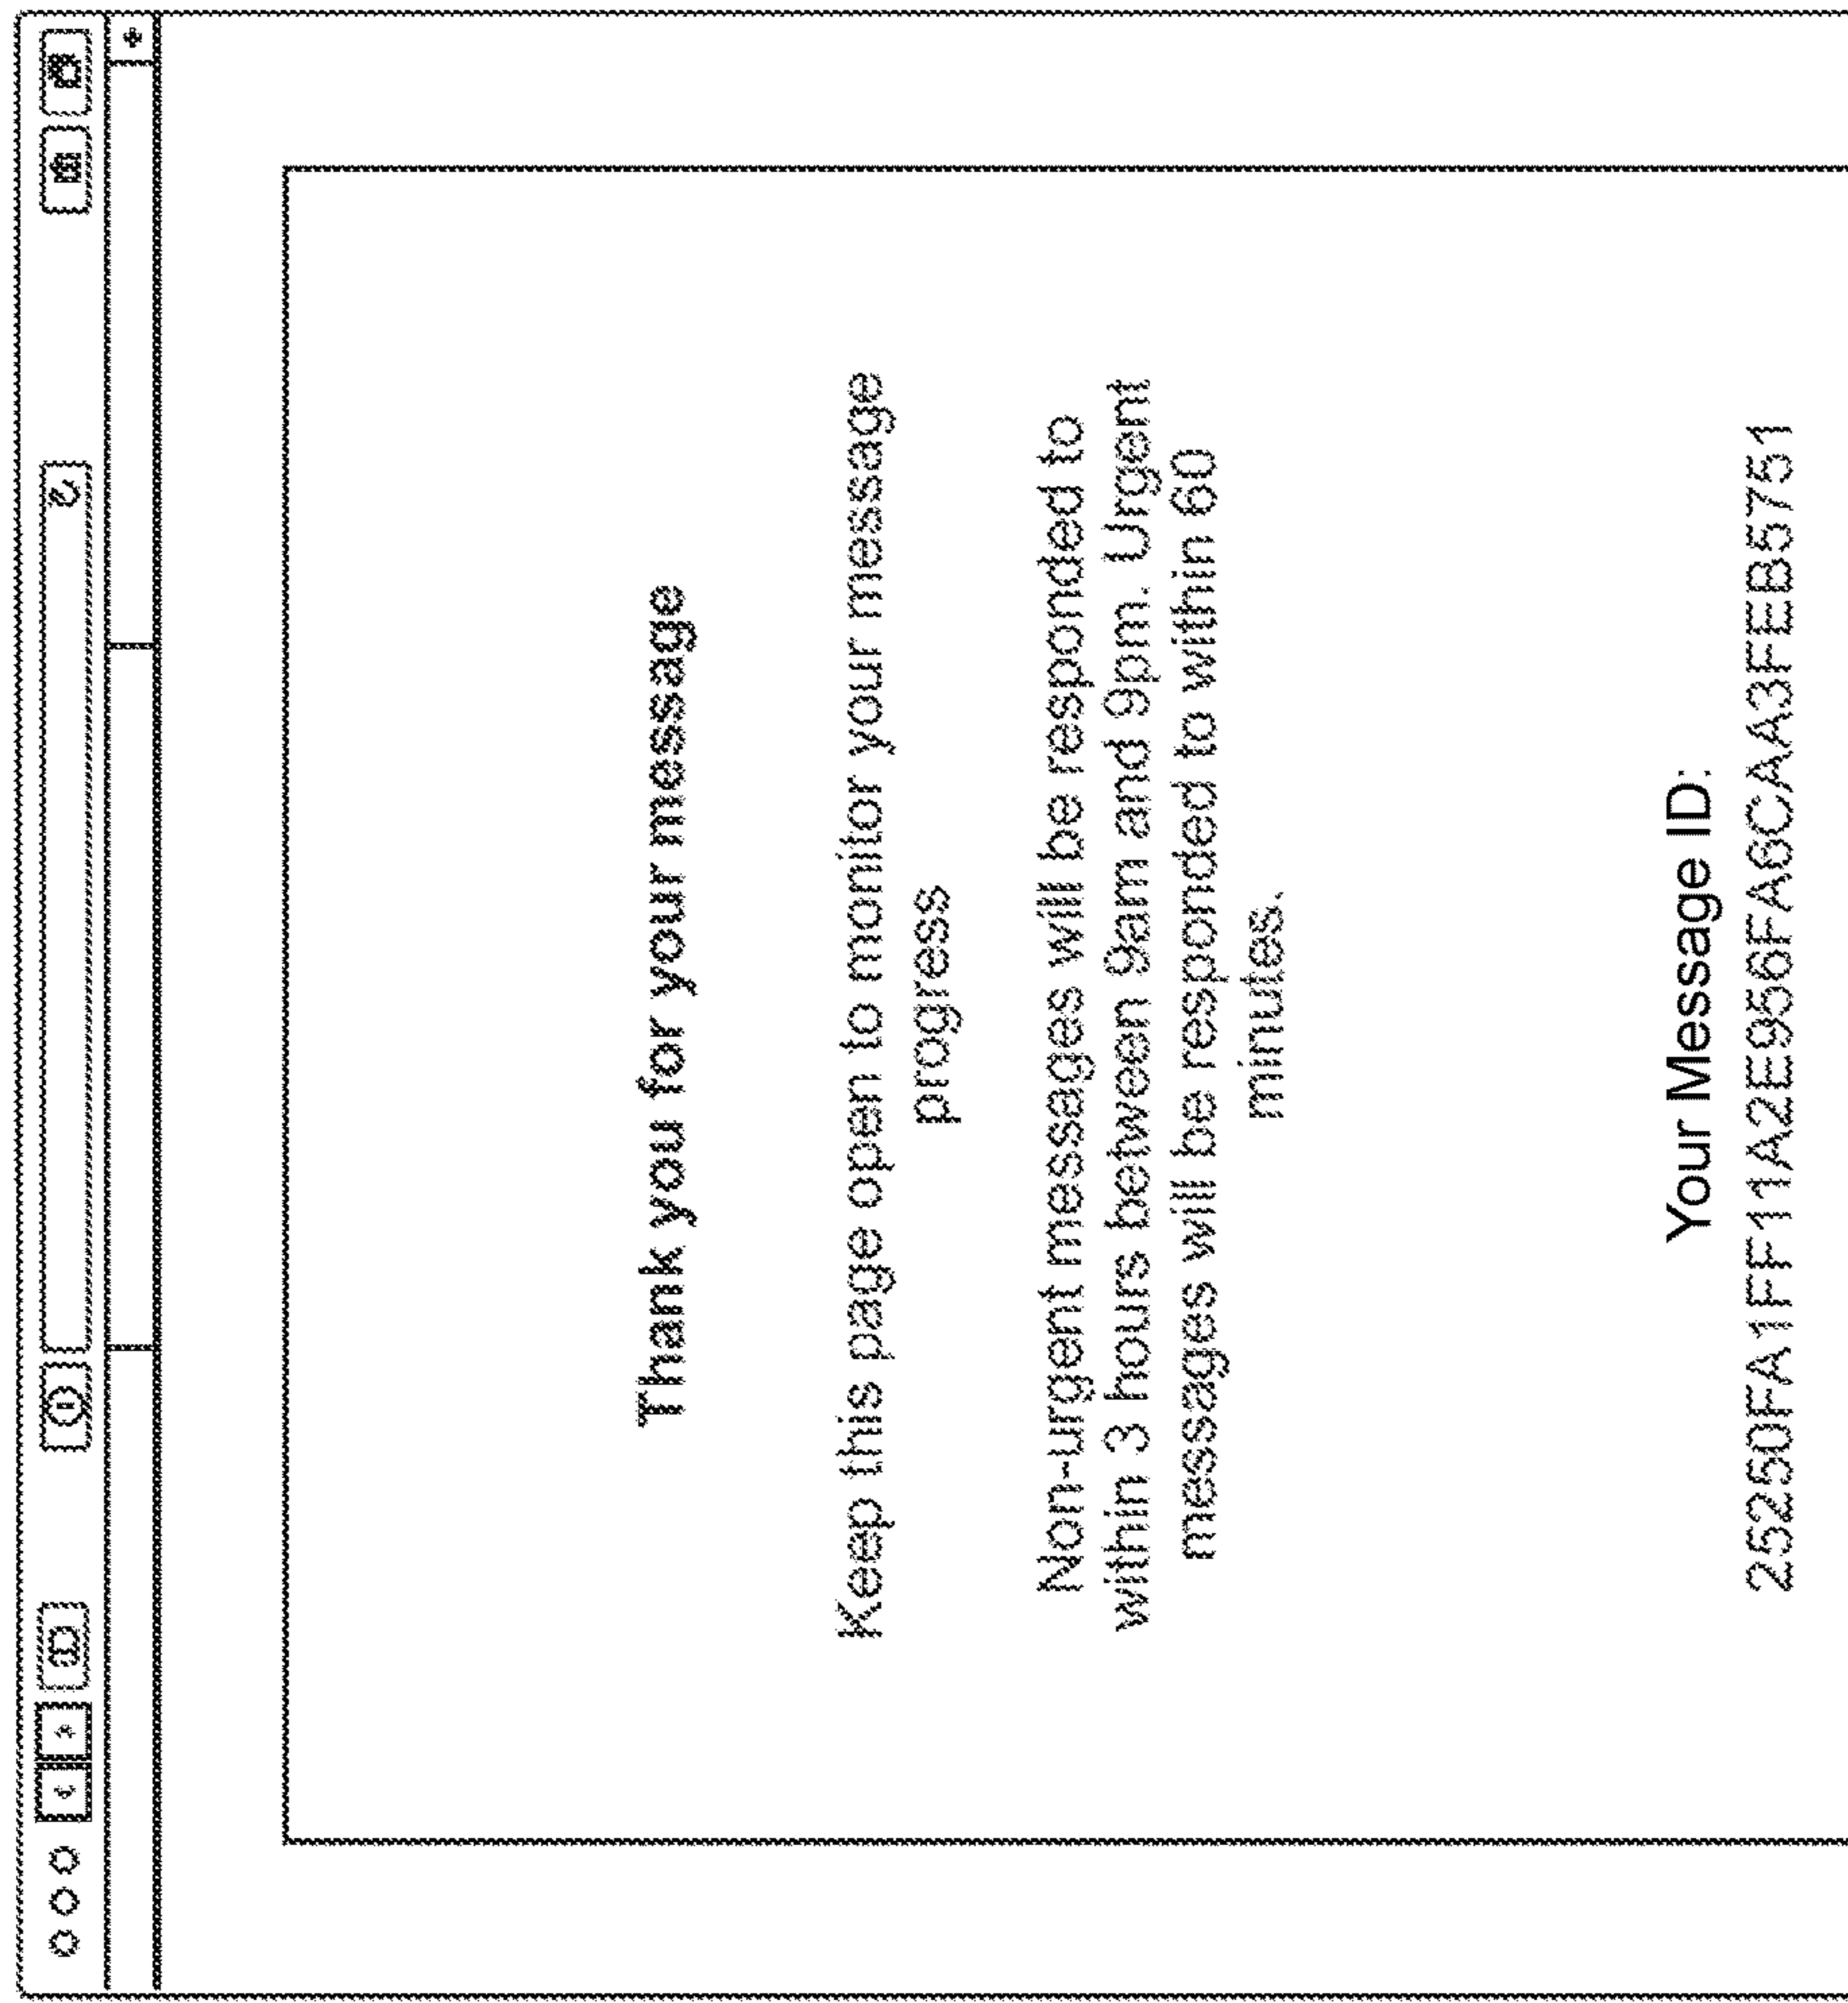 Thank you for your message
Keep this page open to monitor your message
progress
Non-urgent messages will be responded to
within 3 hours between 9am and 9pm. Urgent
messages will be responded to within 60
minutes.
Your Message ID:
25250FA1FF11A2E956FA6CAA3FEB5751